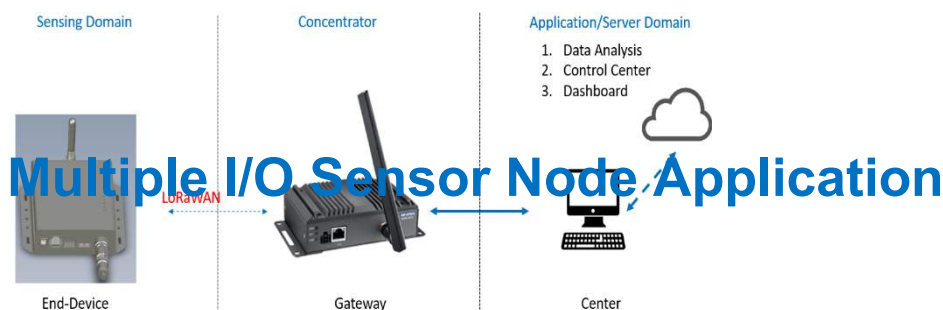 Sensing Domain
Concentrator
Application/Server Domain
1. Data Analysis
2. Control Center
3. Dashboard
Multiple I/O Sensor Node Application
LoRaWAN
End-Device
Gateway
Center